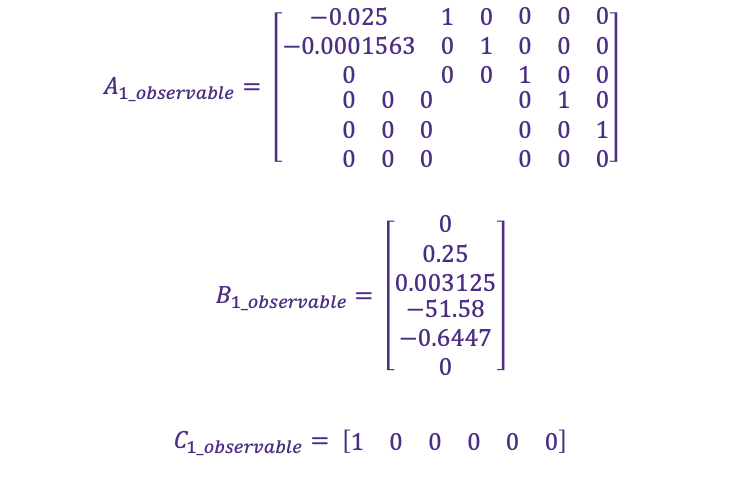 −0.025 1 0 0 0 0
−0.0001563 0 1 0 0 0
0 0 0 1 0 0
A1_observable =
0 0 0 0 1 0
0 0 0 0 0 1
0 0 0 0 0 0
0
0.25
0.003125
B1_observable =
−51.58
−0.6447
0
C1_observable = [1 0 0 0 0 0]